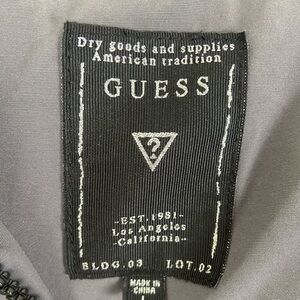 Dry goods and supplies
American tradition
GUESS
?
-EST.1981-
Los Angeles
-California-
BLDG.03 LOT.02
MADE IN
CHINA